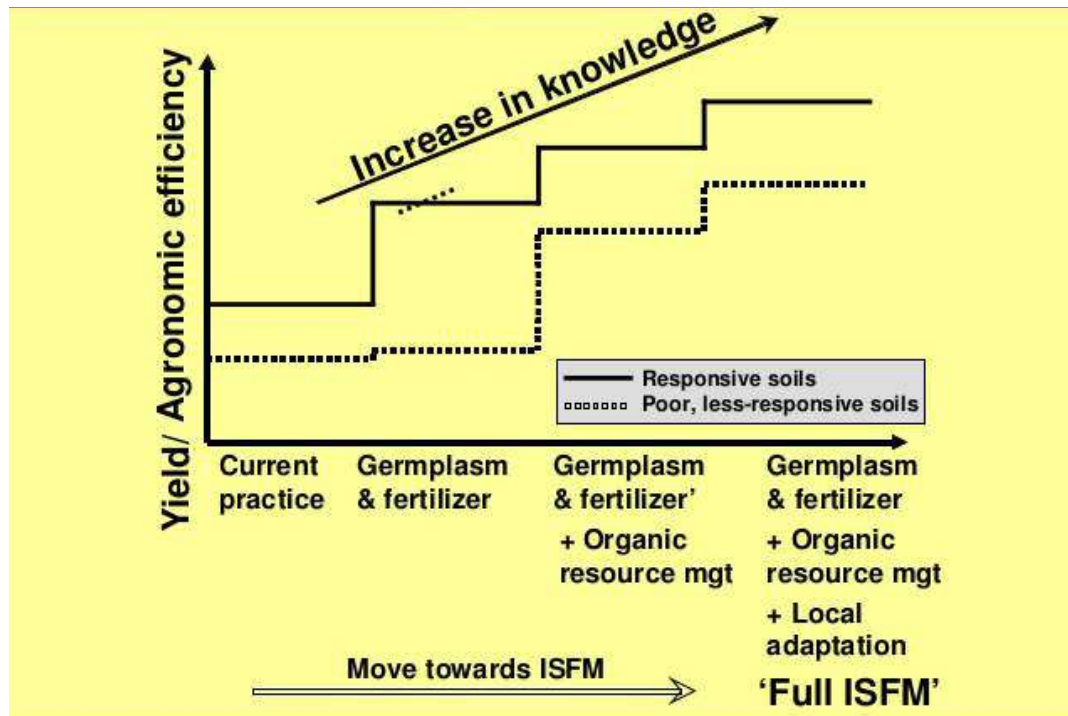 Yield/ Agronomic efficiency
Increase in knowledge
Responsive soils
Poor, less-responsive soils
Current
practice
Germplasm
& fertilizer
Germplasm
& fertilizer’
+ Organic
resource mgt
Germplasm
& fertilizer
+ Organic
resource mgt
+ Local
adaptation
Move towards ISFM
‘Full ISFM’